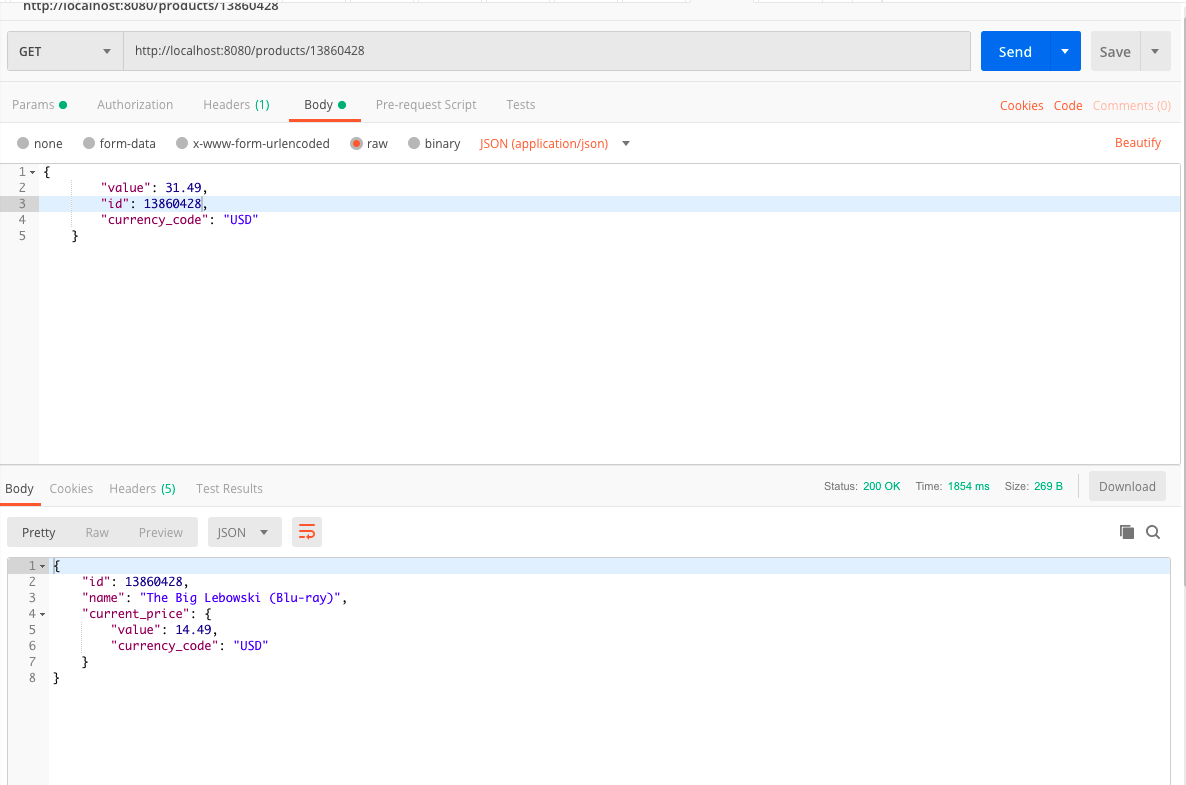 http://localhost:8080/products/13860428
GET http://localhost:8080/products/13860428 Send Save
Params Authorization Headers (1) Body Pre-request Script Tests Cookies Code Comments (0)
none form-data x-www-form-urlencoded raw binary JSON (application/json) Beautify
1 {
2 "value": 31.49,
3 "id": 13860428,
4 "currency_code": "USD"
5 }
Body Cookies Headers (5) Test Results Status: 200 OK Time: 1854 ms Size: 269 B Download
Pretty Raw Preview JSON
1 {
2 "id": 13860428,
3 "name": "The Big Lebowski (Blu-ray)",
4 "current_price": {
5 "value": 14.49,
6 "currency_code": "USD"
7 }
8 }